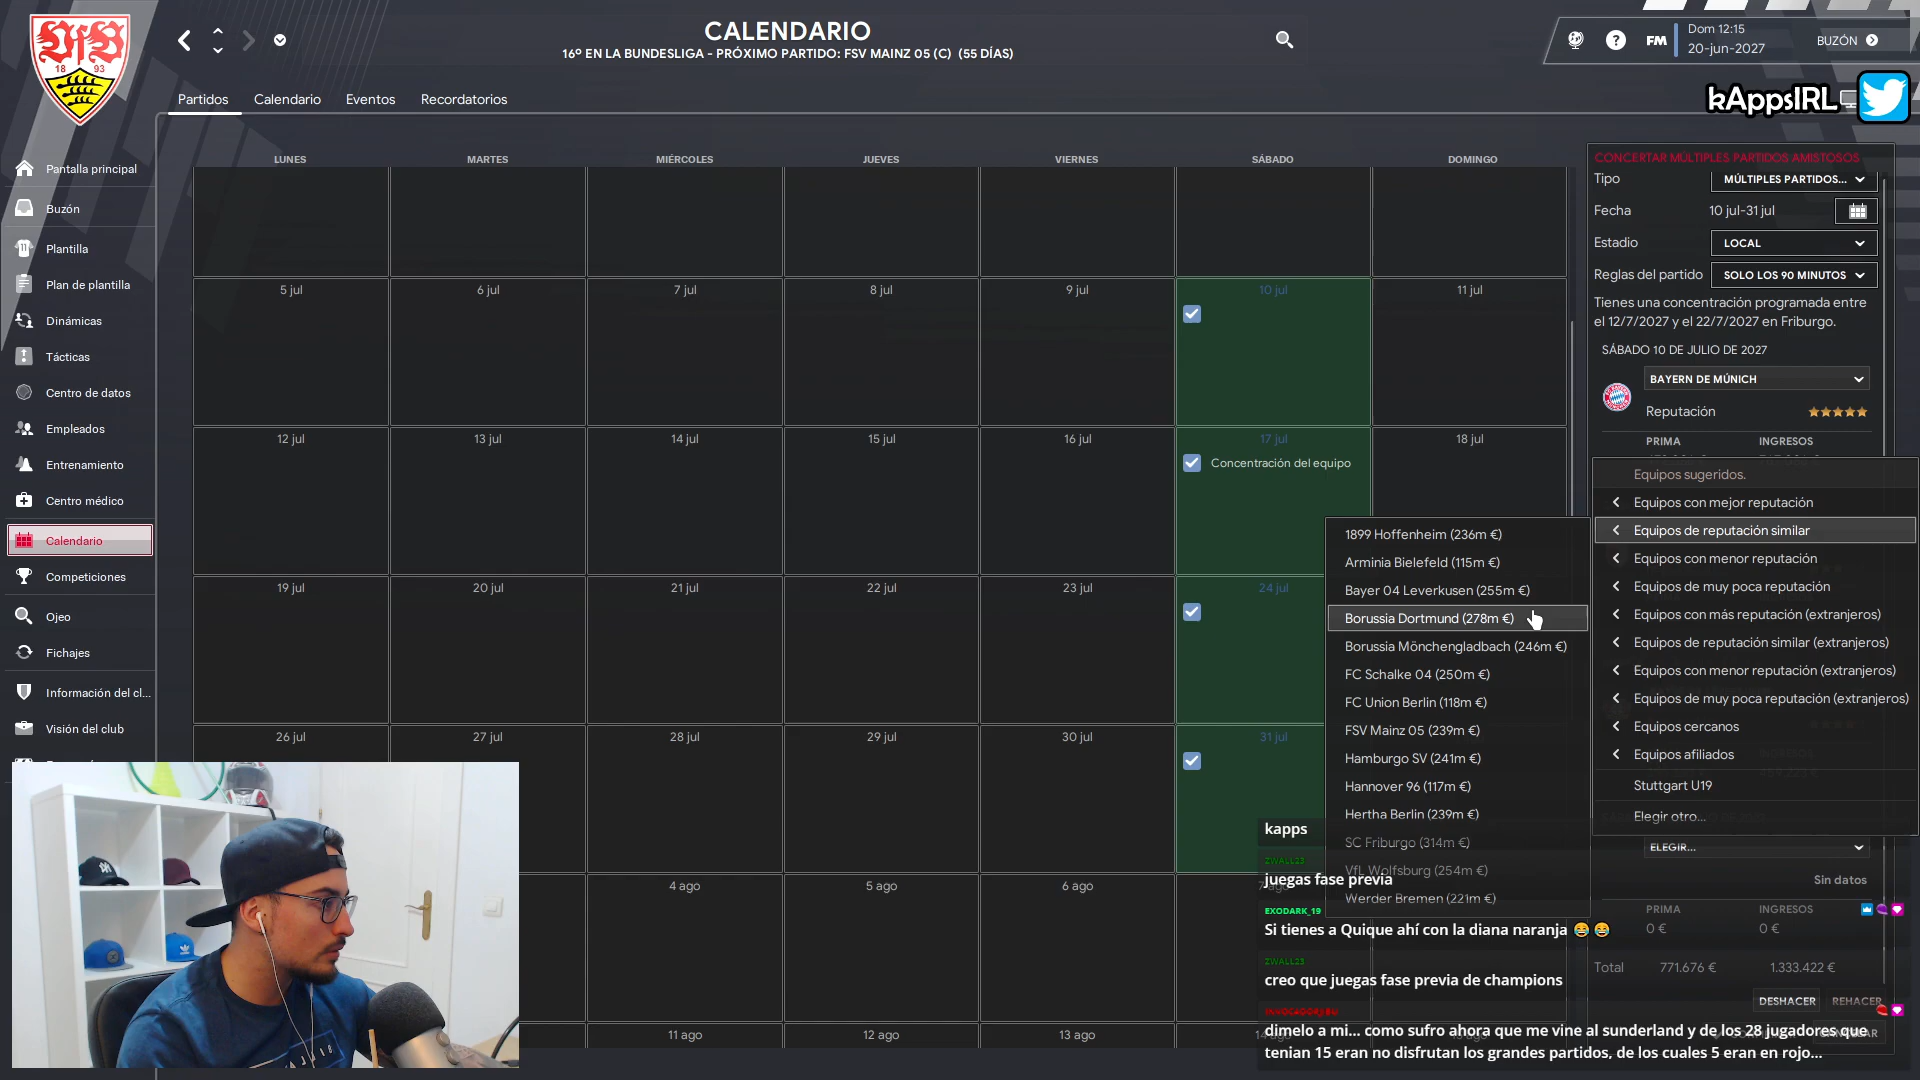 CALENDARIO
16º EN LA BUNDESLIGA - PRÓXIMO PARTIDO: FSV MAINZ 05 (C) (55 DÍAS)
18 93
FM
Dom 12:15
20-jun-2027
BUZÓN
kAppsIRL
Partidos
Calendario
Eventos
Recordatorios
Pantalla principal
Buzón
Plantilla
Plan de plantilla
Dinámicas
Tácticas
Centro de datos
Empleados
Entrenamiento
Centro médico
Calendario
Competiciones
Ojeo
Fichajes
Información del cl...
Visión del club
LUNES
MARTES
MIÉRCOLES
JUEVES
VIERNES
SÁBADO
DOMINGO
5 jul
6 jul
7 jul
8 jul
9 jul
10 jul
11 jul
12 jul
13 jul
14 jul
15 jul
16 jul
17 jul
18 jul
Concentración del equipo
19 jul
20 jul
21 jul
22 jul
23 jul
24 jul
26 jul
27 jul
28 jul
29 jul
30 jul
31 jul
4 ago
5 ago
6 ago
11 ago
12 ago
13 ago
CONCERTAR MÚLTIPLES PARTIDOS AMISTOSOS
Tipo
MÚLTIPLES PARTIDOS...
Fecha
10 jul-31 jul
Estadio
LOCAL
Reglas del partido
SOLO LOS 90 MINUTOS
Tienes una concentración programada entre
el 12/7/2027 y el 22/7/2027 en Friburgo.
SÁBADO 10 DE JULIO DE 2027
BAYERN DE MÚNICH
Reputación
PRIMA
INGRESOS
Equipos sugeridos.
Equipos con mejor reputación
Equipos de reputación similar
Equipos con menor reputación
Equipos de muy poca reputación
Equipos con más reputación (extranjeros)
Equipos de reputación similar (extranjeros)
Equipos con menor reputación (extranjeros)
Equipos de muy poca reputación (extranjeros)
Equipos cercanos
Equipos afiliados
Stuttgart U19
Elegir otro...
1899 Hoffenheim (236m €)
Arminia Bielefeld (115m €)
Bayer 04 Leverkusen (255m €)
Borussia Dortmund (278m €)
Borussia Mönchengladbach (246m €)
FC Schalke 04 (250m €)
FC Union Berlin (118m €)
FSV Mainz 05 (239m €)
Hamburgo SV (241m €)
Hannover 96 (117m €)
Hertha Berlin (239m €)
SC Friburgo (314m €)
VfL Wolfsburg (254m €)
Werder Bremen (221m €)
ELEGIR...
Sin datos
PRIMA
INGRESOS
0 €
0 €
Total
771.676 €
1.333.422 €
DESHACER
REHACER
kapps
ZWALL23
juegas fase previa
EXODARK_19
Si tienes a Quique ahí con la diana naranja
ZWALL23
creo que juegas fase previa de champions
dimelo a mi... como sufro ahora que me vine al sunderland y de los 28 jugadores que
tenian 15 eran no disfrutan los grandes partidos, de los cuales 5 eran en rojo...